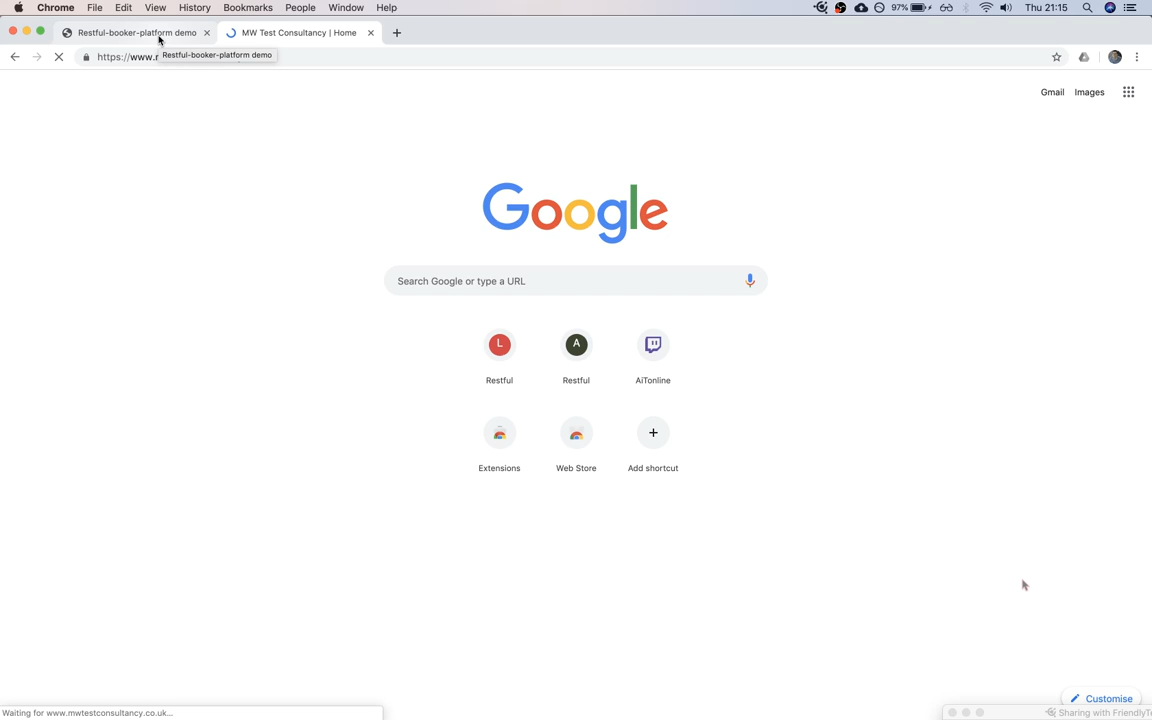 Chrome File Edit View History Bookmarks People Window Help 97% Thu 21:15
Restful-booker-platform demo MW Test Consultancy | Home
https://www. Restful-booker-platform demo
Gmail Images
Google
Search Google or type a URL
L A
Restful Restful AiTonline
Extensions Web Store Add shortcut
Customise
Waiting for www.mwtestconsultancy.co.uk... Sharing with